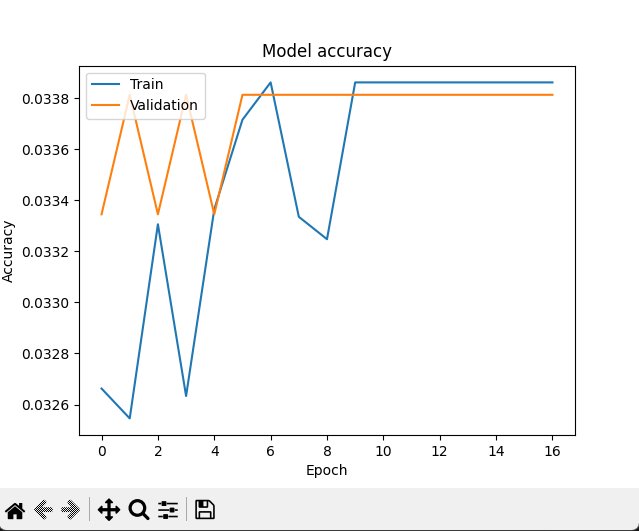 Model accuracy
Train
Validation
0.0338
0.0336
0.0334
0.0332
0.0330
0.0328
0.0326
Accuracy
0 2 4 6 8 10 12 14 16
Epoch